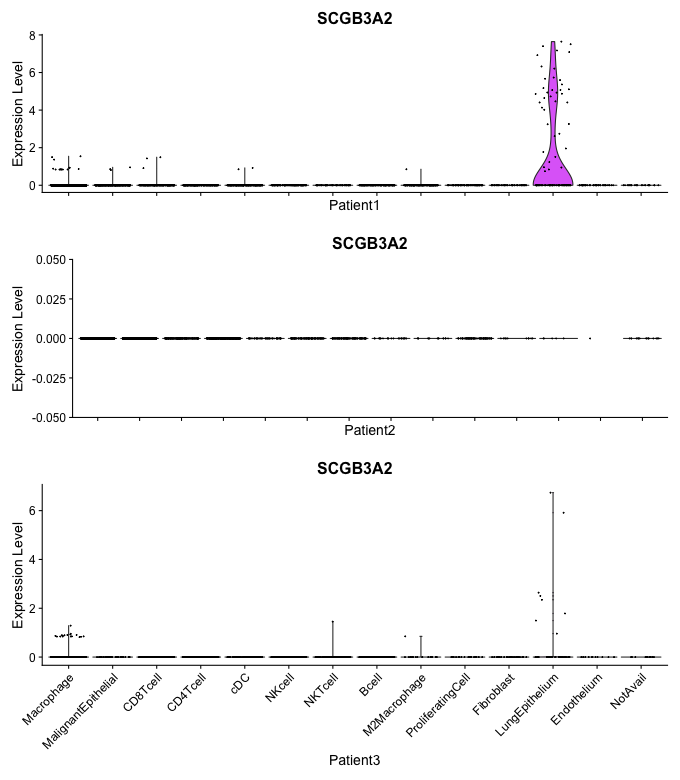 SCGB3A2
Expression Level
8
6
4
2
0
Patient1
SCGB3A2
Expression Level
0.050
0.025
0.000
-0.025
-0.050
Patient2
SCGB3A2
Expression Level
6
4
2
0
Macrophage
MalignantEpithelial
CD8Tcell
CD4Tcell
cDC
NKcell
NKTcell
Bcell
M2Macrophage
ProliferatingCell
Fibroblast
LungEpithelium
Endothelium
NotAvail
Patient3